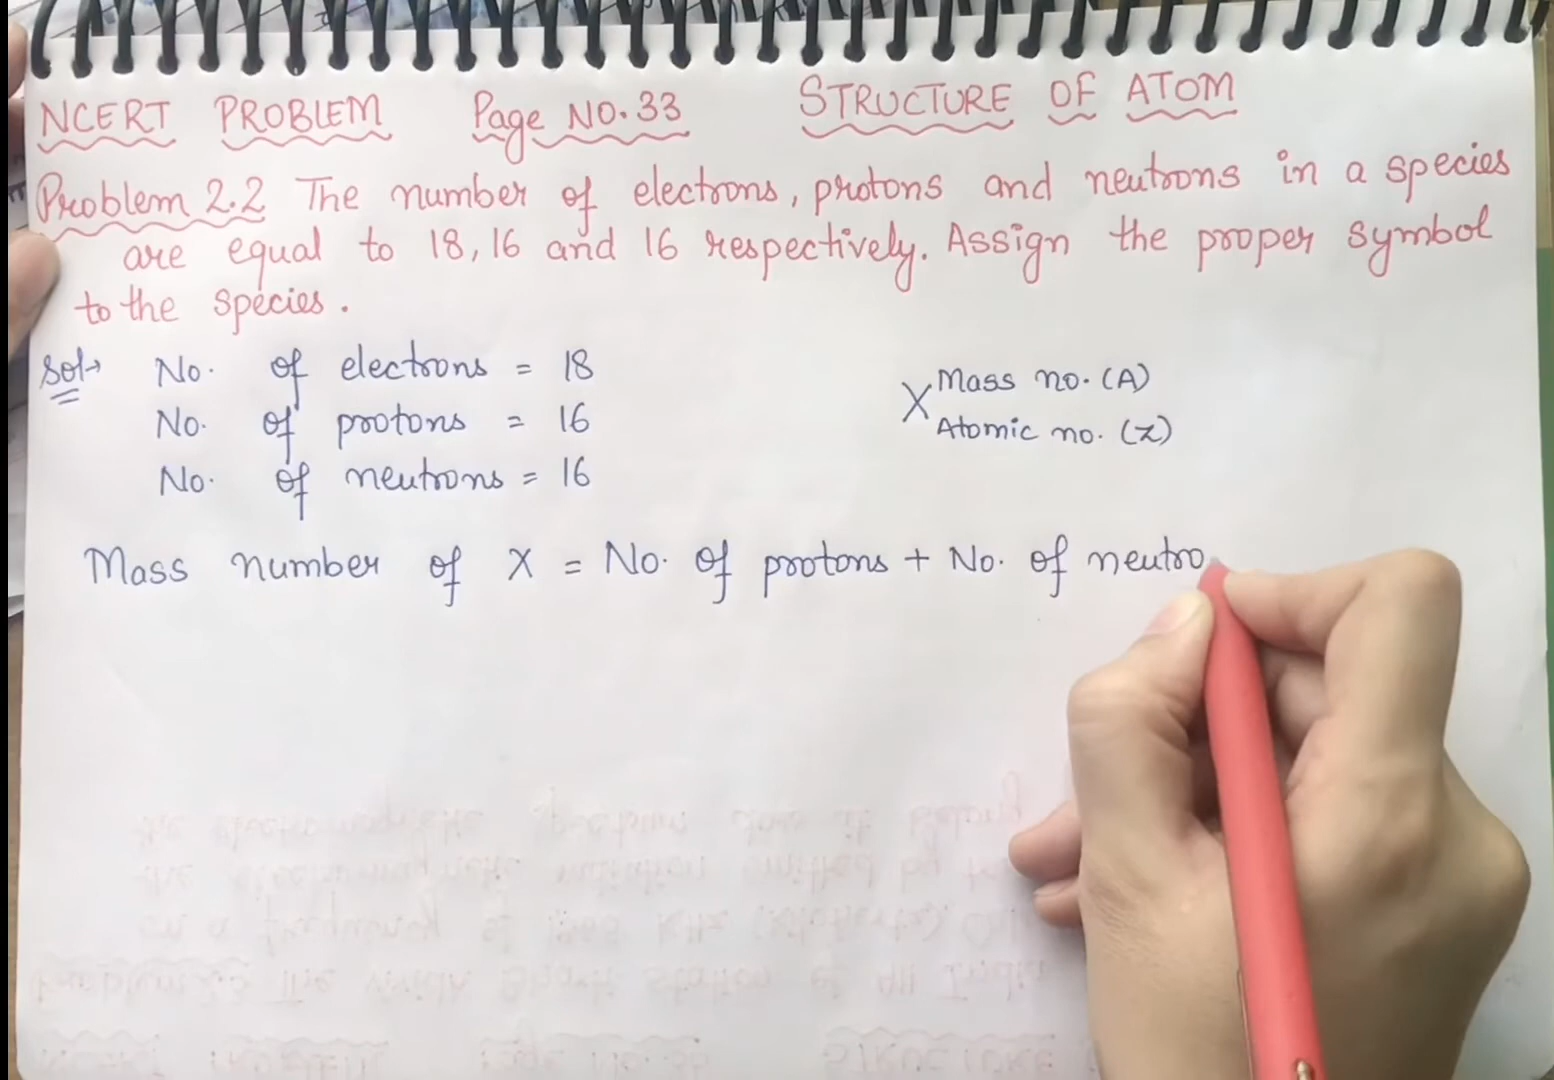 NCERT PROBLEM Page NO.33 STRUCTURE OF ATOM
Problem 2.2 The number of electrons, protons and neutrons in a species
are equal to 18, 16 and 16 respectively. Assign the proper symbol
to the species.
Sol→ No. of electrons = 18
No. of protons = 16
No. of neutrons = 16
X Mass no. (A)
Atomic no. (Z)
Mass number of X = No. of protons + No. of neutro